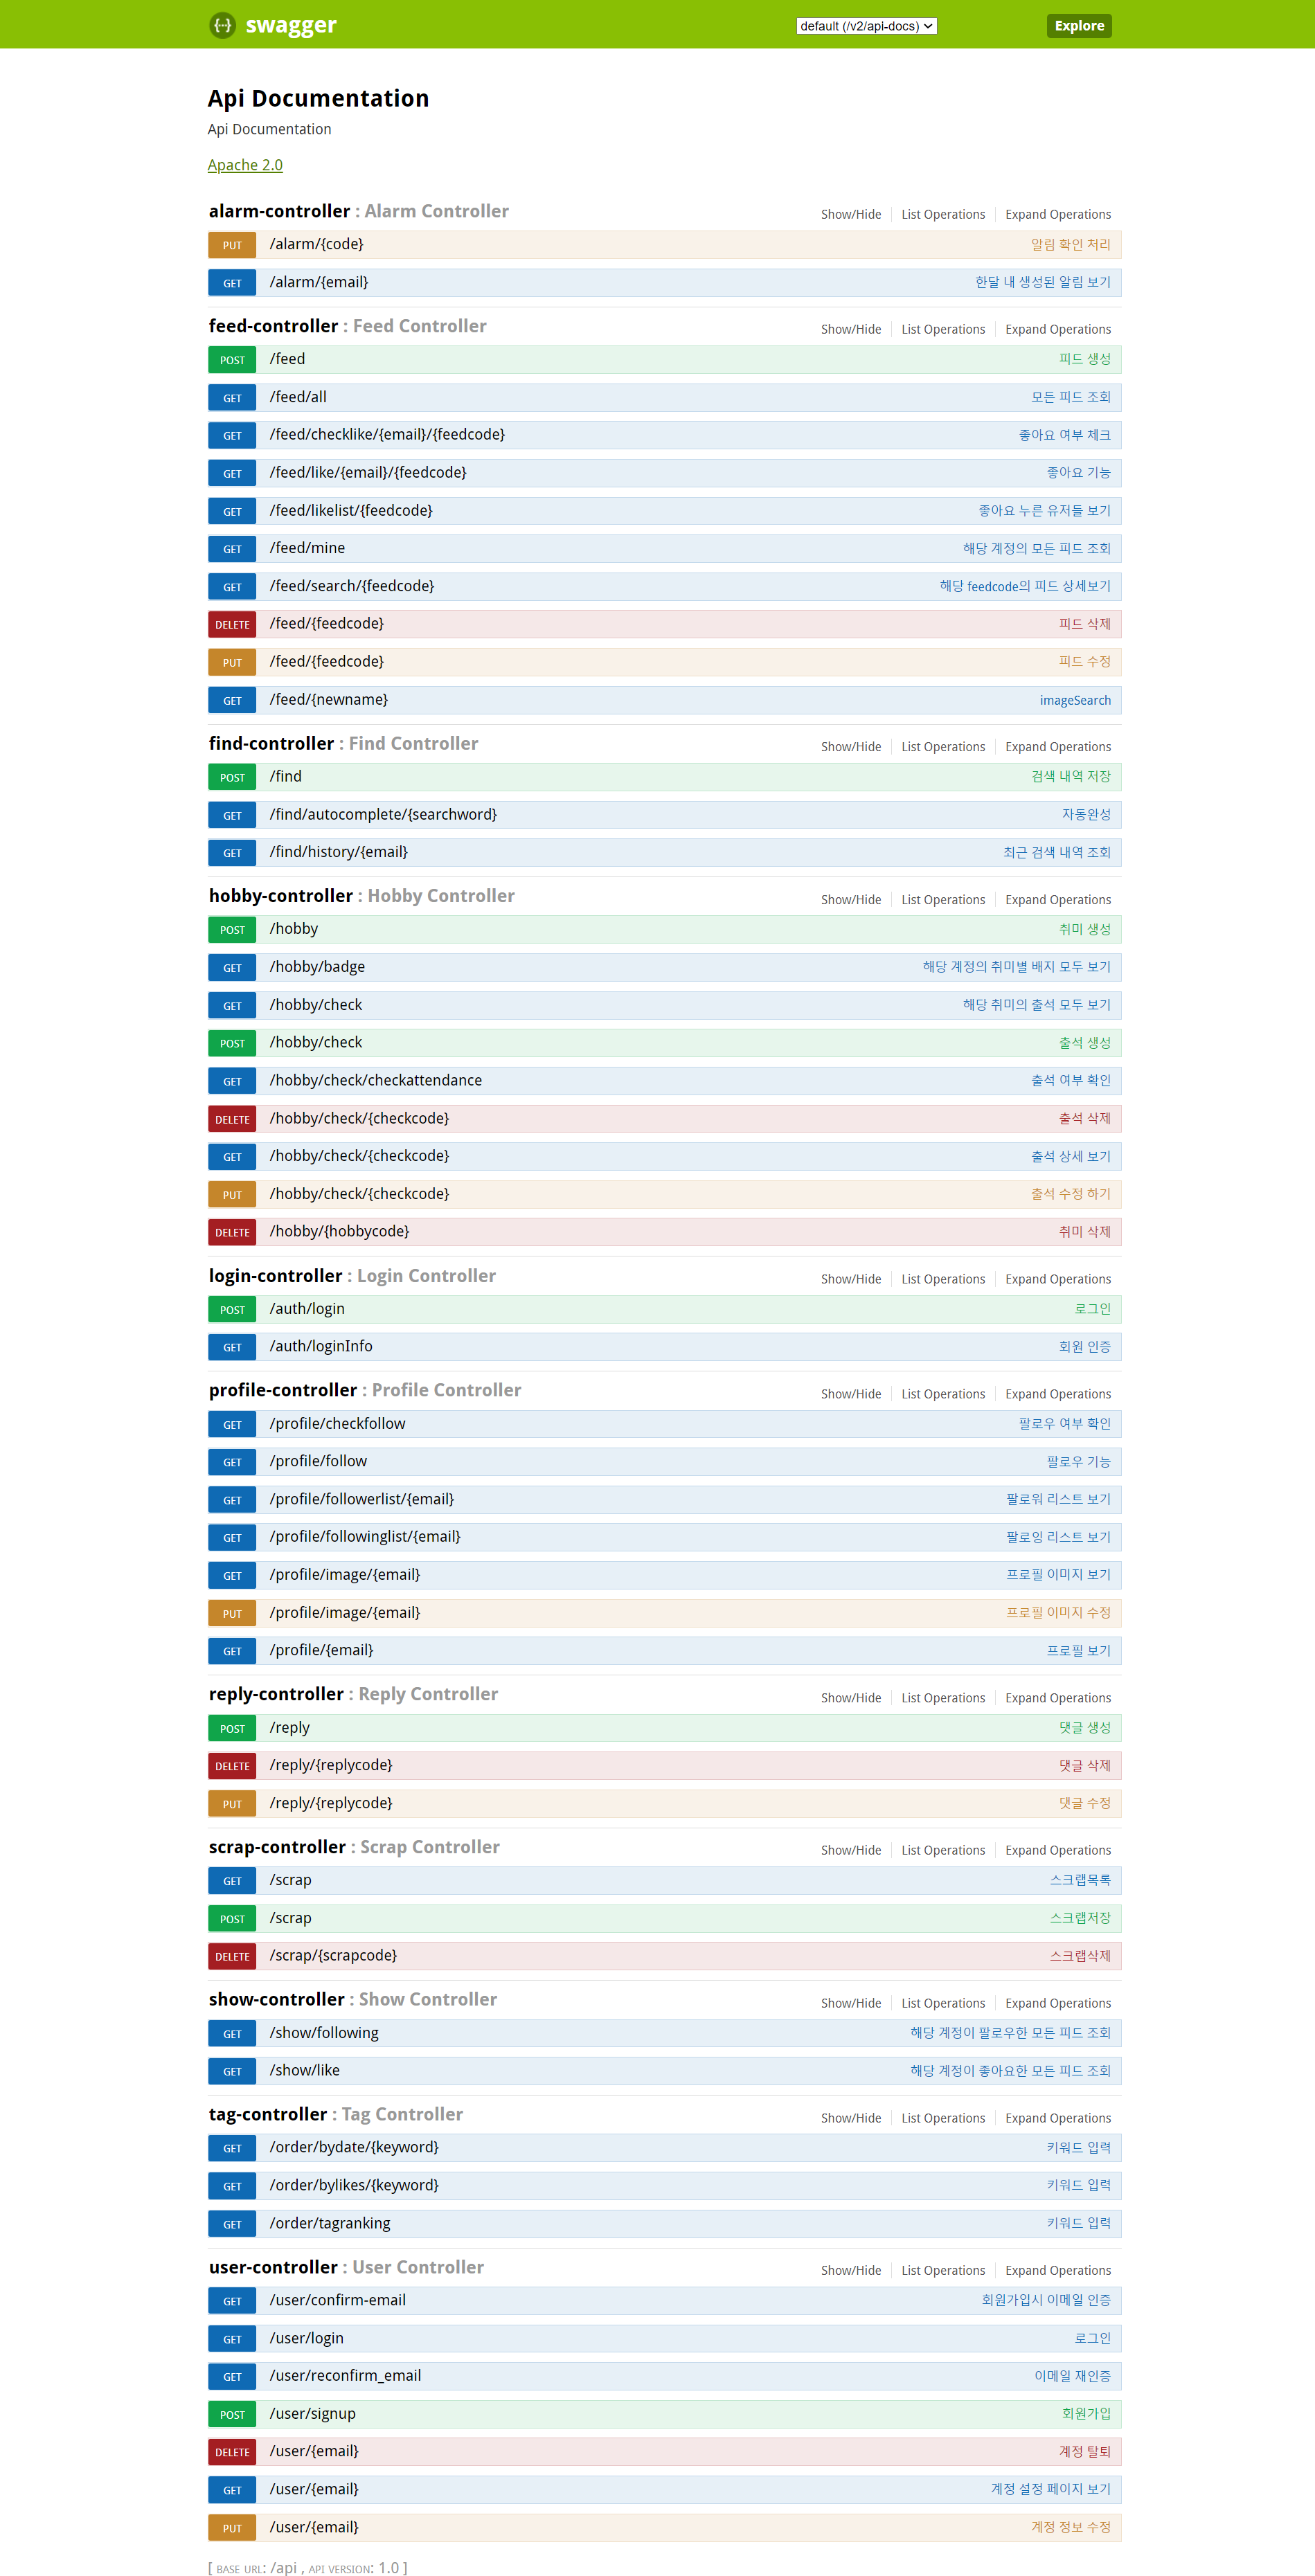 swagger default (/v2/api-docs) Explore
Api Documentation
Api Documentation
Apache 2.0
alarm-controller : Alarm Controller Show/Hide List Operations Expand Operations
PUT /alarm/{code} 알림 확인 처리
GET /alarm/{email} 한달 내 생성된 알림 보기
feed-controller : Feed Controller Show/Hide List Operations Expand Operations
POST /feed 피드 생성
GET /feed/all 모든 피드 조회
GET /feed/checklike/{email}/{feedcode} 좋아요 여부 체크
GET /feed/like/{email}/{feedcode} 좋아요 기능
GET /feed/likelist/{feedcode} 좋아요 누른 유저들 보기
GET /feed/mine 해당 계정의 모든 피드 조회
GET /feed/search/{feedcode} 해당 feedcode의 피드 상세보기
DELETE /feed/{feedcode} 피드 삭제
PUT /feed/{feedcode} 피드 수정
GET /feed/{newname} imageSearch
find-controller : Find Controller Show/Hide List Operations Expand Operations
POST /find 검색 내역 저장
GET /find/autocomplete/{searchword} 자동완성
GET /find/history/{email} 최근 검색 내역 조회
hobby-controller : Hobby Controller Show/Hide List Operations Expand Operations
POST /hobby 취미 생성
GET /hobby/badge 해당 계정의 취미별 배지 모두 보기
GET /hobby/check 해당 취미의 출석 모두 보기
POST /hobby/check 출석 생성
GET /hobby/check/checkattendance 출석 여부 확인
DELETE /hobby/check/{checkcode} 출석 삭제
GET /hobby/check/{checkcode} 출석 상세 보기
PUT /hobby/check/{checkcode} 출석 수정 하기
DELETE /hobby/{hobbycode} 취미 삭제
login-controller : Login Controller Show/Hide List Operations Expand Operations
POST /auth/login 로그인
GET /auth/loginInfo 회원 인증
profile-controller : Profile Controller Show/Hide List Operations Expand Operations
GET /profile/checkfollow 팔로우 여부 확인
GET /profile/follow 팔로우 기능
GET /profile/followerlist/{email} 팔로워 리스트 보기
GET /profile/followinglist/{email} 팔로잉 리스트 보기
GET /profile/image/{email} 프로필 이미지 보기
PUT /profile/image/{email} 프로필 이미지 수정
GET /profile/{email} 프로필 보기
reply-controller : Reply Controller Show/Hide List Operations Expand Operations
POST /reply 댓글 생성
DELETE /reply/{replycode} 댓글 삭제
PUT /reply/{replycode} 댓글 수정
scrap-controller : Scrap Controller Show/Hide List Operations Expand Operations
GET /scrap 스크랩목록
POST /scrap 스크랩저장
DELETE /scrap/{scrapcode} 스크랩삭제
show-controller : Show Controller Show/Hide List Operations Expand Operations
GET /show/following 해당 계정이 팔로우한 모든 피드 조회
GET /show/like 해당 계정이 좋아요한 모든 피드 조회
tag-controller : Tag Controller Show/Hide List Operations Expand Operations
GET /order/bydate/{keyword} 키워드 입력
GET /order/bylikes/{keyword} 키워드 입력
GET /order/tagranking 키워드 입력
user-controller : User Controller Show/Hide List Operations Expand Operations
GET /user/confirm-email 회원가입시 이메일 인증
GET /user/login 로그인
GET /user/reconfirm_email 이메일 재인증
POST /user/signup 회원가입
DELETE /user/{email} 계정 탈퇴
GET /user/{email} 계정 설정 페이지 보기
PUT /user/{email} 계정 정보 수정
[ BASE URL: /api , API VERSION: 1.0 ]